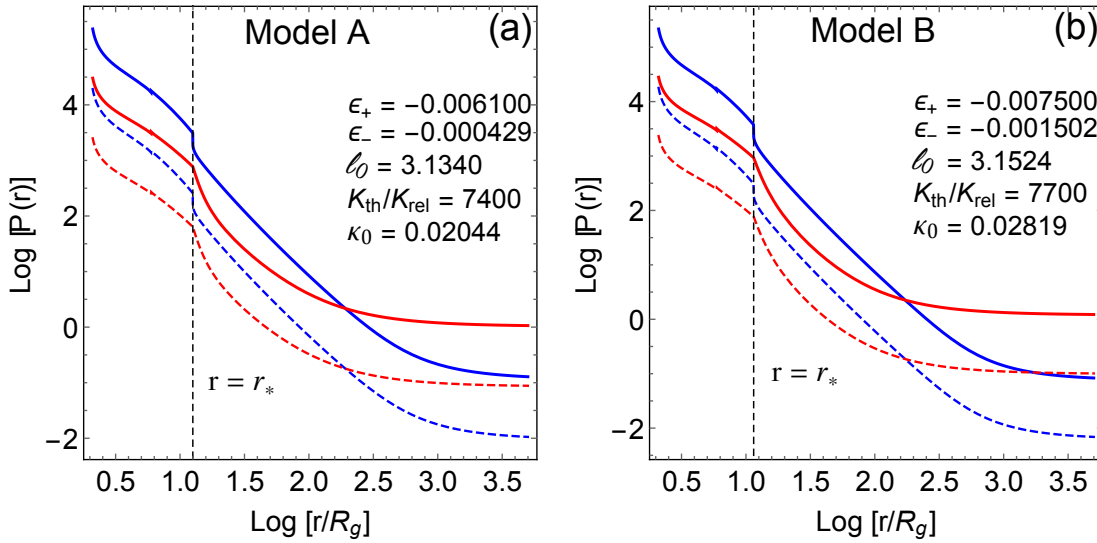 Model A
(a)
ϵ₊ = −0.006100
ϵ₋ = −0.000429
ℓ₀ = 3.1340
K_th/K_rel = 7400
κ₀ = 0.02044
r = r_*
Log [P(r)]
4
2
0
−2
0.5 1.0 1.5 2.0 2.5 3.0 3.5
Log [r/R_g]
Model B
(b)
ϵ₊ = −0.007500
ϵ₋ = −0.001502
ℓ₀ = 3.1524
K_th/K_rel = 7700
κ₀ = 0.02819
r = r_*
Log [P(r)]
4
2
0
−2
0.5 1.0 1.5 2.0 2.5 3.0 3.5
Log [r/R_g]